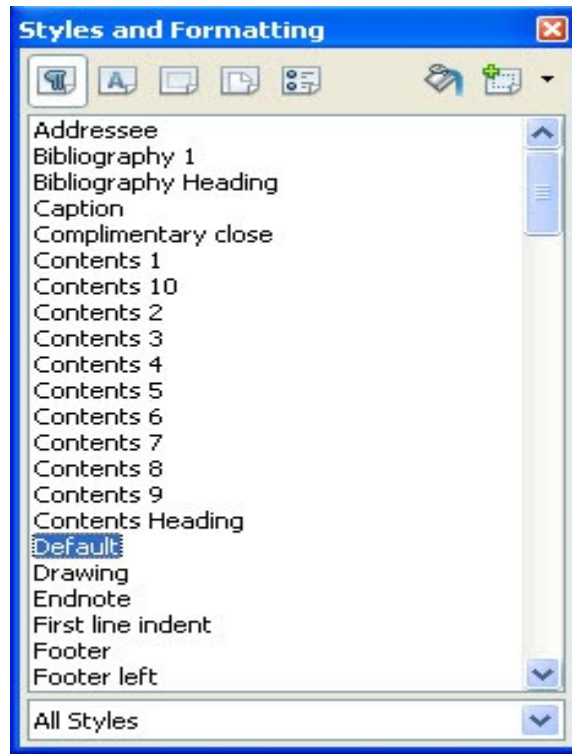 Styles and Formatting
Addressee
Bibliography 1
Bibliography Heading
Caption
Complimentary close
Contents 1
Contents 10
Contents 2
Contents 3
Contents 4
Contents 5
Contents 6
Contents 7
Contents 8
Contents 9
Contents Heading
Default
Drawing
Endnote
First line indent
Footer
Footer left
All Styles